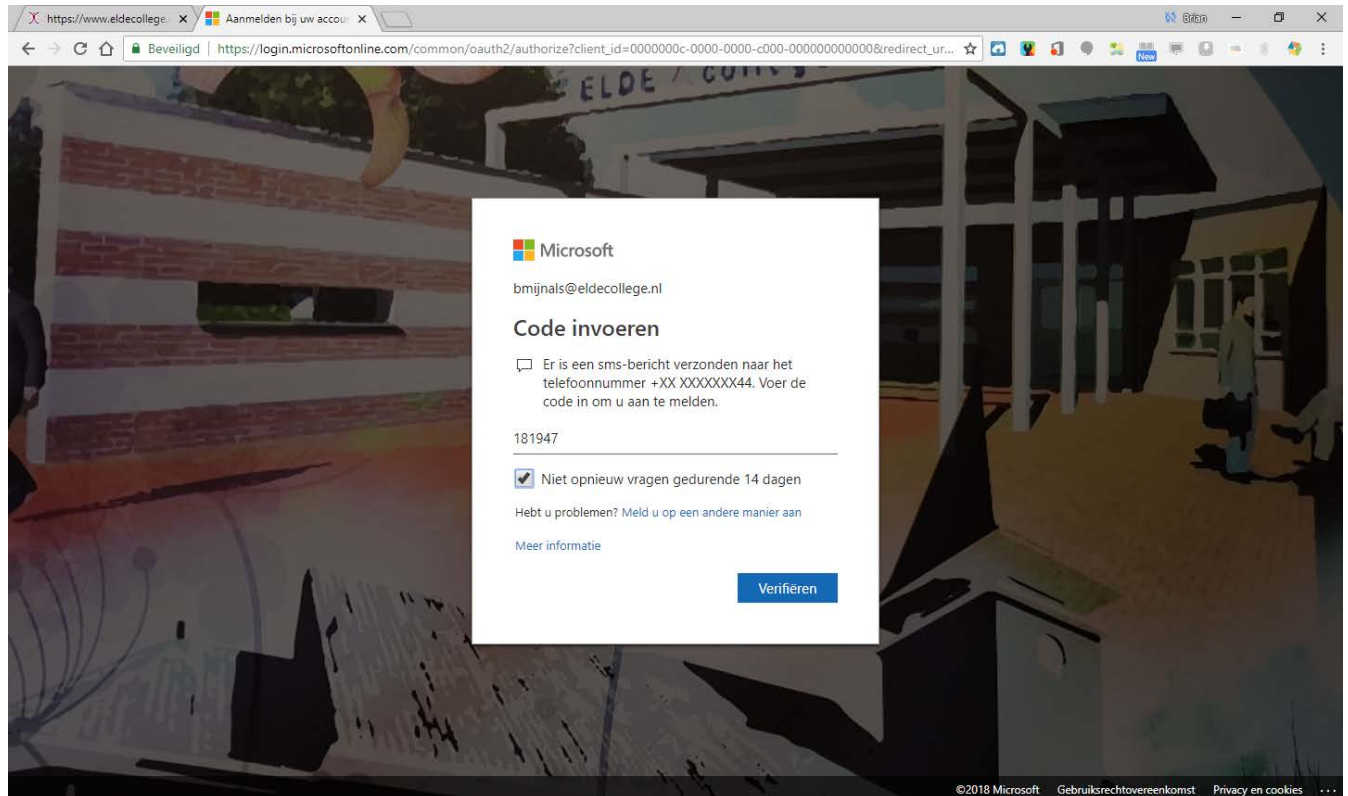 https://www.eldecollege.
Aanmelden bij uw accour
Brian
Beveiligd
https://login.microsoftonline.com/common/oauth2/authorize?client_id=0000000c-0000-0000-c000-000000000000&redirect_ur...
New
ELDE
Microsoft
bmijnals@eldecollege.nl
Code invoeren
Er is een sms-bericht verzonden naar het
telefoonnummer +XX XXXXXXX44. Voer de
code in om u aan te melden.
181947
Niet opnieuw vragen gedurende 14 dagen
Hebt u problemen? Meld u op een andere manier aan
Meer informatie
Verifiëren
©2018 Microsoft Gebruiksrechtovereenkomst Privacy en cookies ...